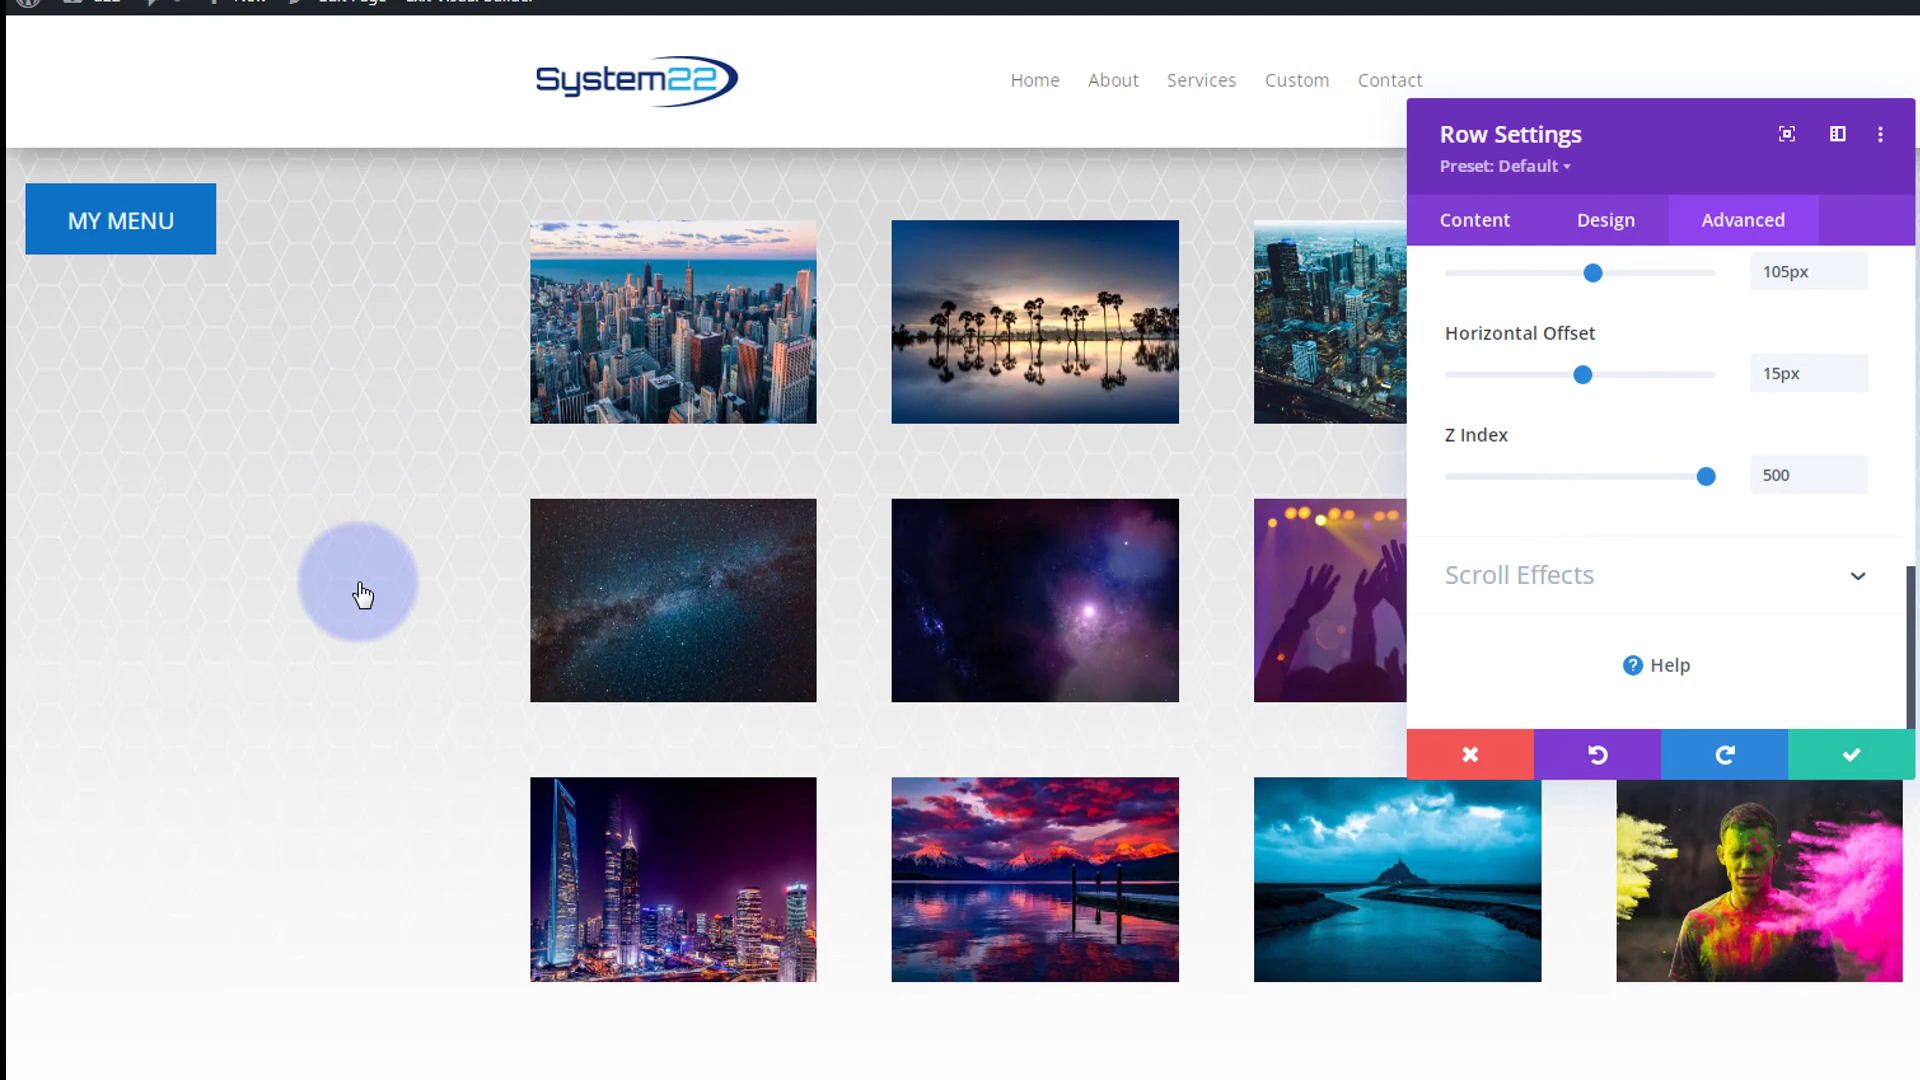 System22
Home About Services Custom Contact
MY MENU
Row Settings
Preset: Default
Content Design Advanced
105px
Horizontal Offset
15px
Z Index
500
Scroll Effects
? Help